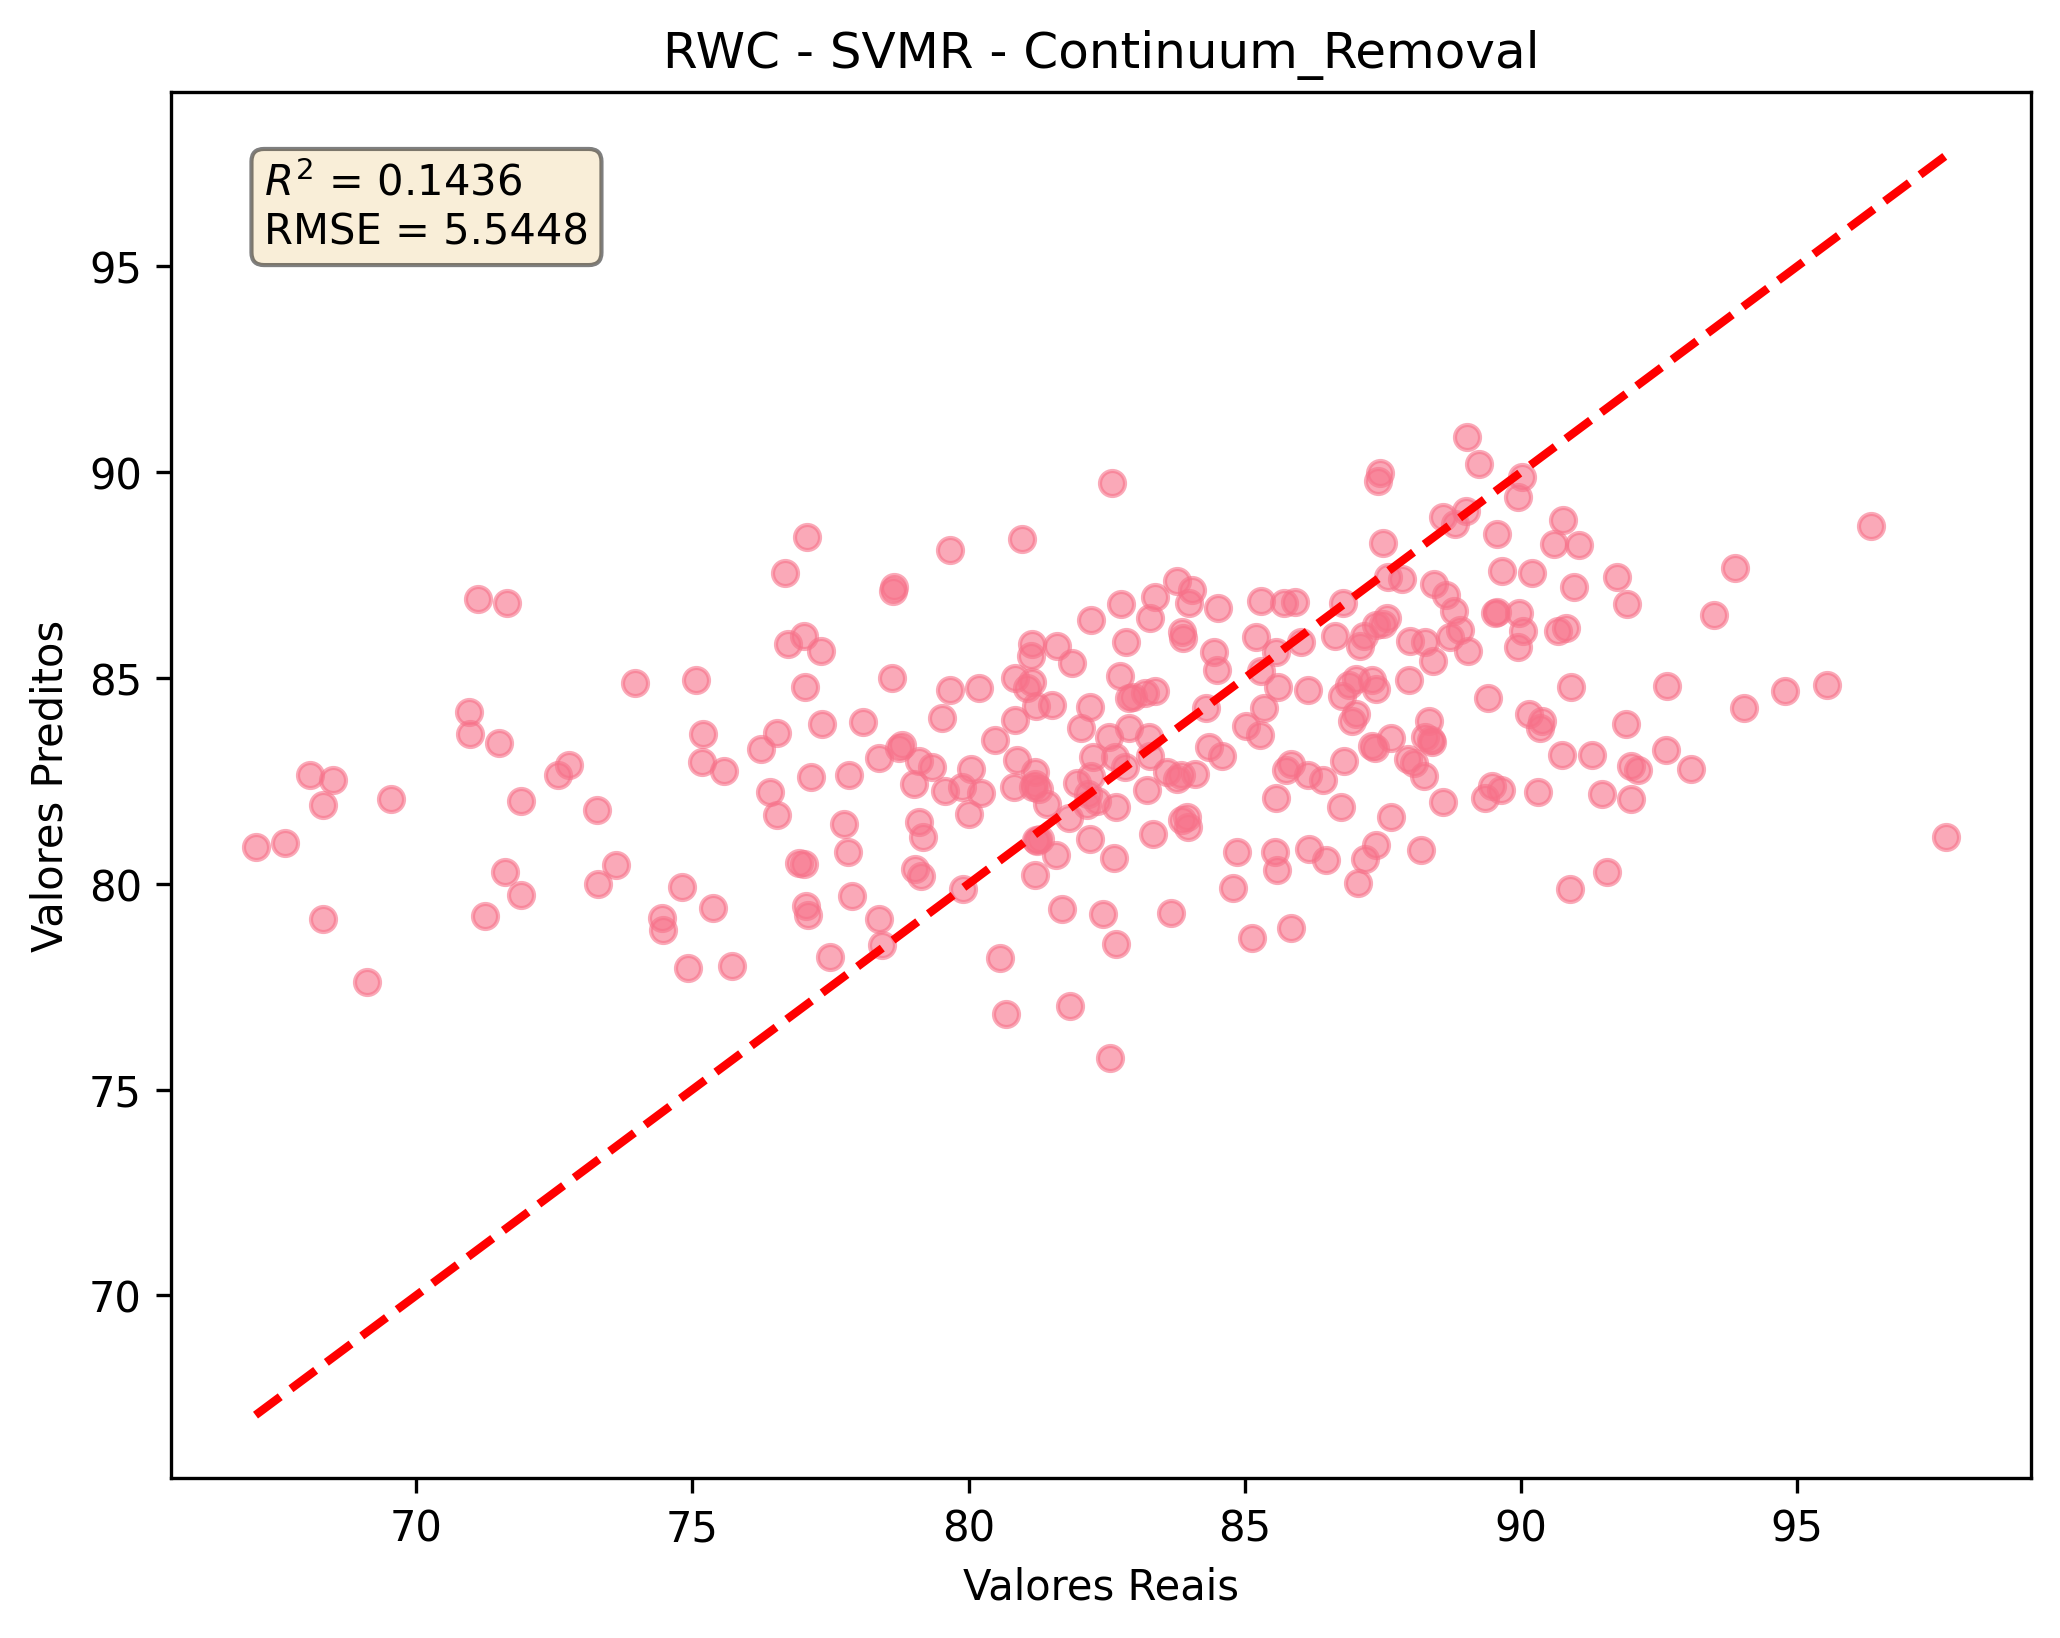 RWC - SVMR - Continuum_Removal
R² = 0.1436
RMSE = 5.5448
95
90
85
80
75
70
Valores Preditos
70 75 80 85 90 95
Valores Reais